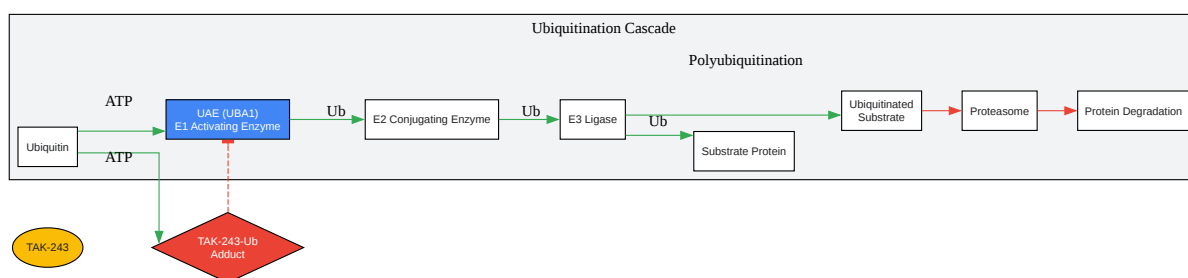 Ubiquitination Cascade
Polyubiquitination
ATP
UAE (UBA1)
E1 Activating Enzyme
Ub
E2 Conjugating Enzyme
Ub
E3 Ligase
Ub
Ubiquitinated
Substrate
Proteasome
Protein Degradation
Ubiquitin
ATP
Substrate Protein
TAK-243
TAK-243-Ub
Adduct